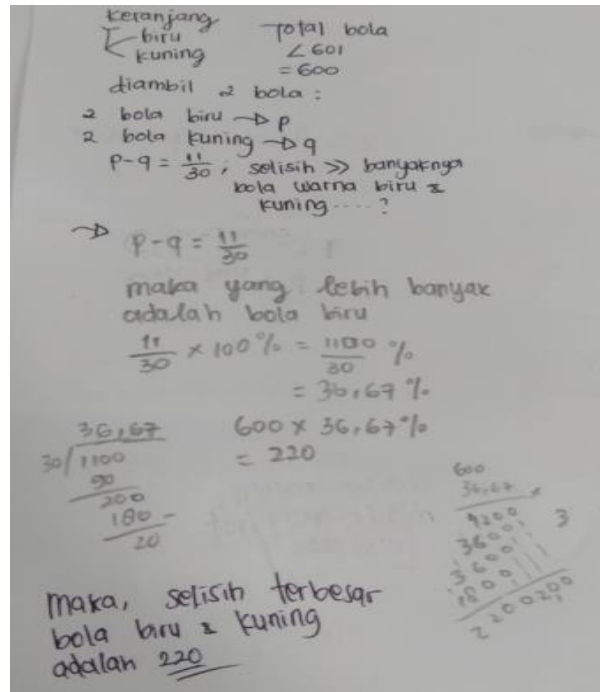 keranjang
biru
kuning
Total bola
< 601
= 600
diambil 2 bola :
2 bola biru → p
2 bola kuning → q
p-q = 11/30 ; selisih >> banyaknya
bola warna biru &
kuning .... ?
→ p-q = 11/30
maka yang lebih banyak
adalah bola biru
11/30 × 100 % = 1100/30 %
= 36,67 %
600 × 36,67 %
= 220
36,67
30/1100
90
200
180 -
20
600
36,67 ×
4200
3600
3600
1800
2200200
3
maka, selisih terbesar
bola biru & kuning
adalah 220